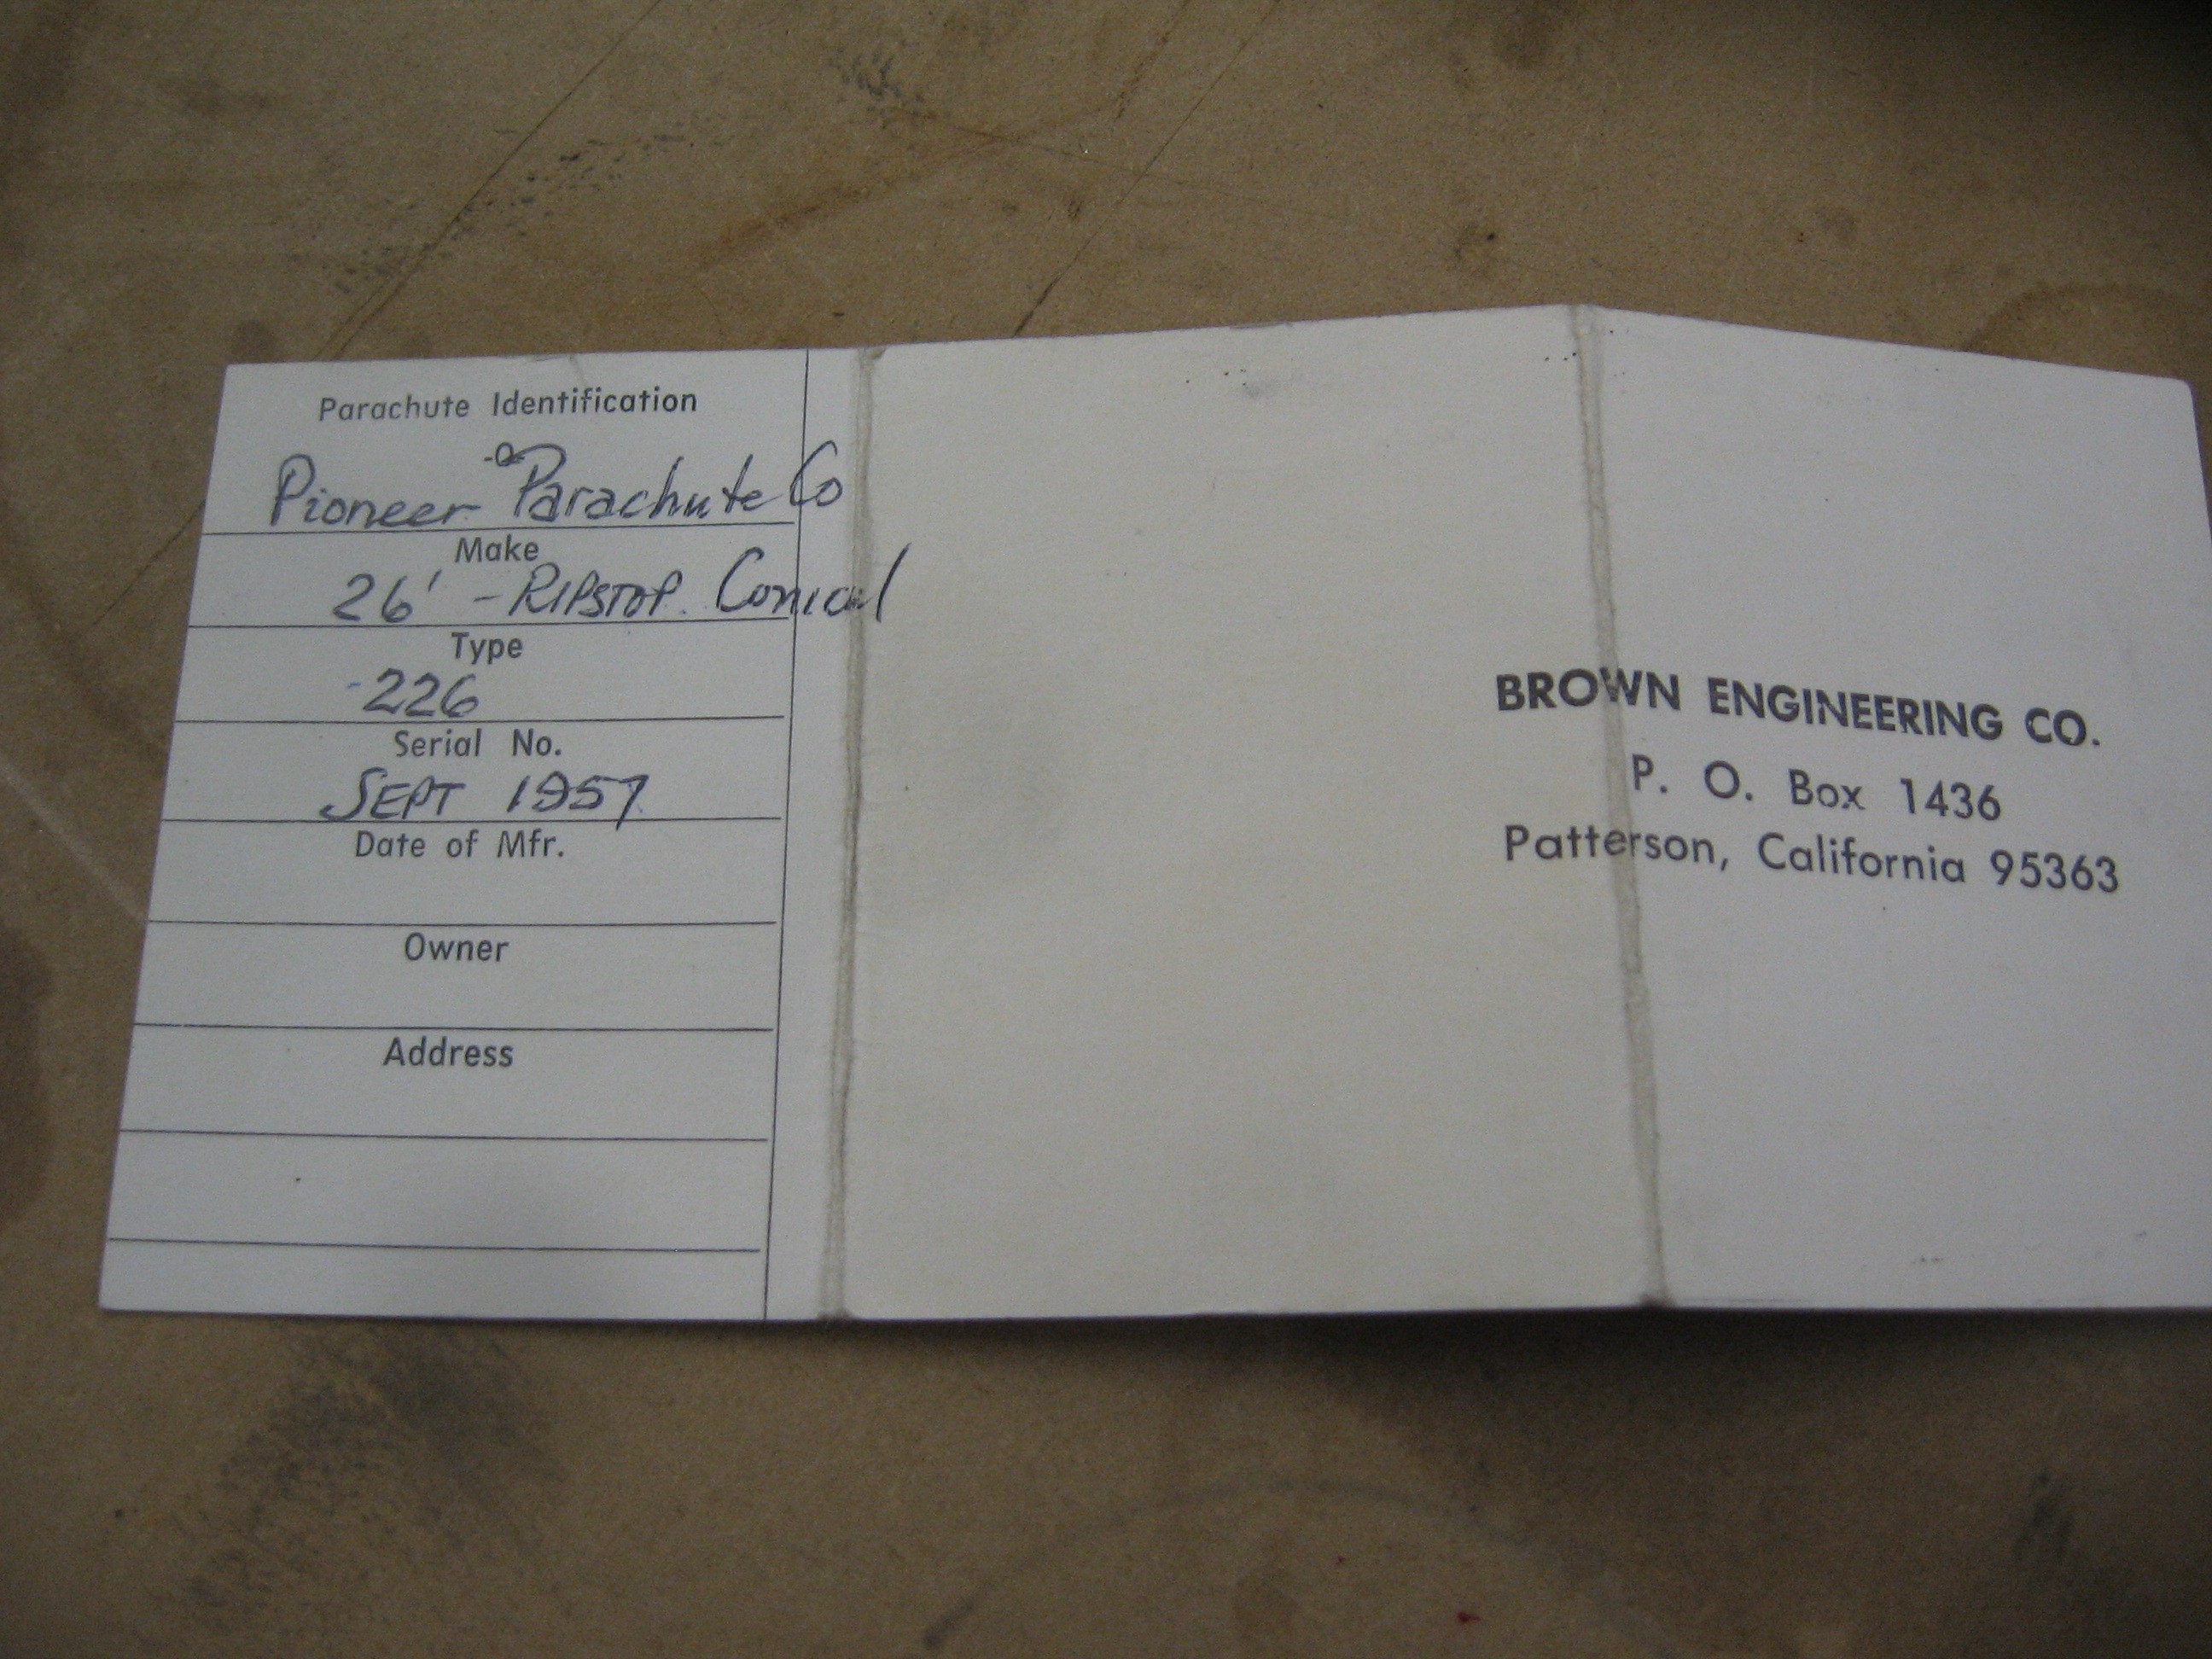 Parachute Identification
Pioneer Parachute Co
Make
26' - RIPSTOP Conical
Type
226
Serial No.
SEPT 1957
Date of Mfr.
Owner
Address
BROWN ENGINEERING CO.
P. O. Box 1436
Patterson, California 95363